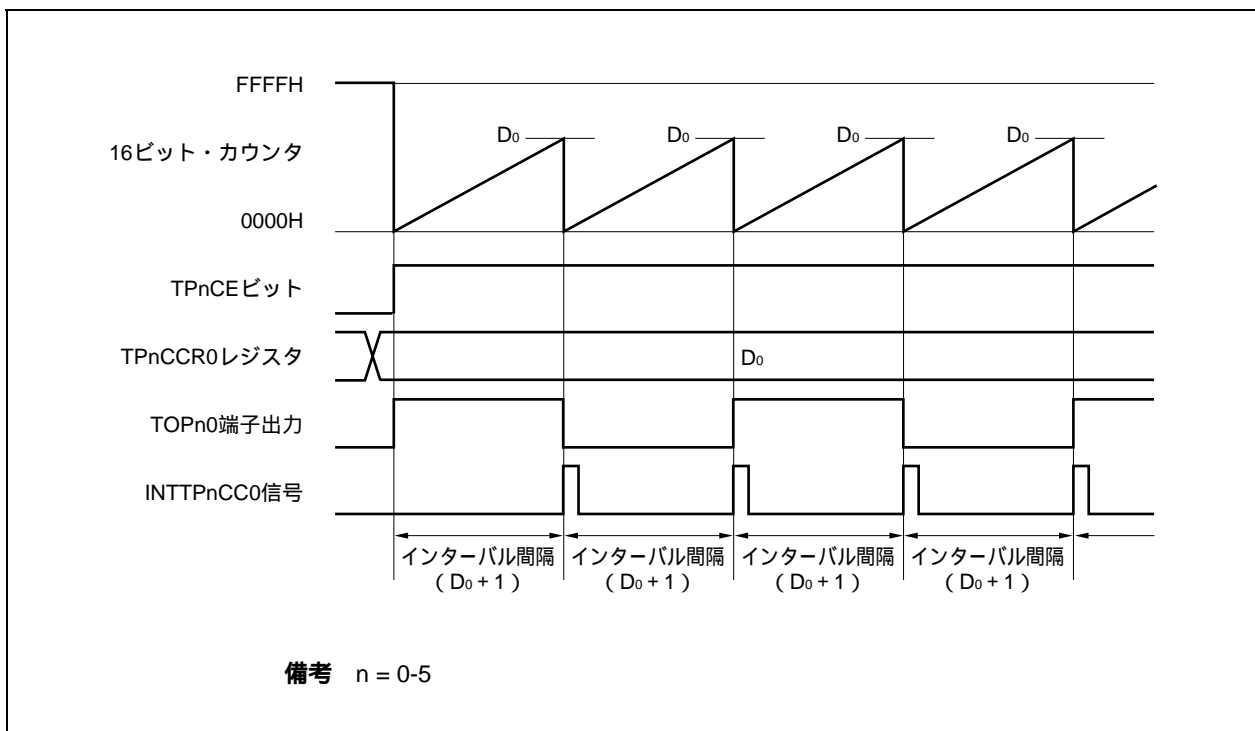 FFFFH
D0 D0 D0 D0
16ビット・カウンタ
0000H
TPnCEビット
TPnCCR0レジスタ D0
TOPn0端子出力
INTTPnCC0信号
インターバル間隔 インターバル間隔 インターバル間隔 インターバル間隔
( D0 + 1 ) ( D0 + 1 ) ( D0 + 1 ) ( D0 + 1 )
備考 n = 0-5